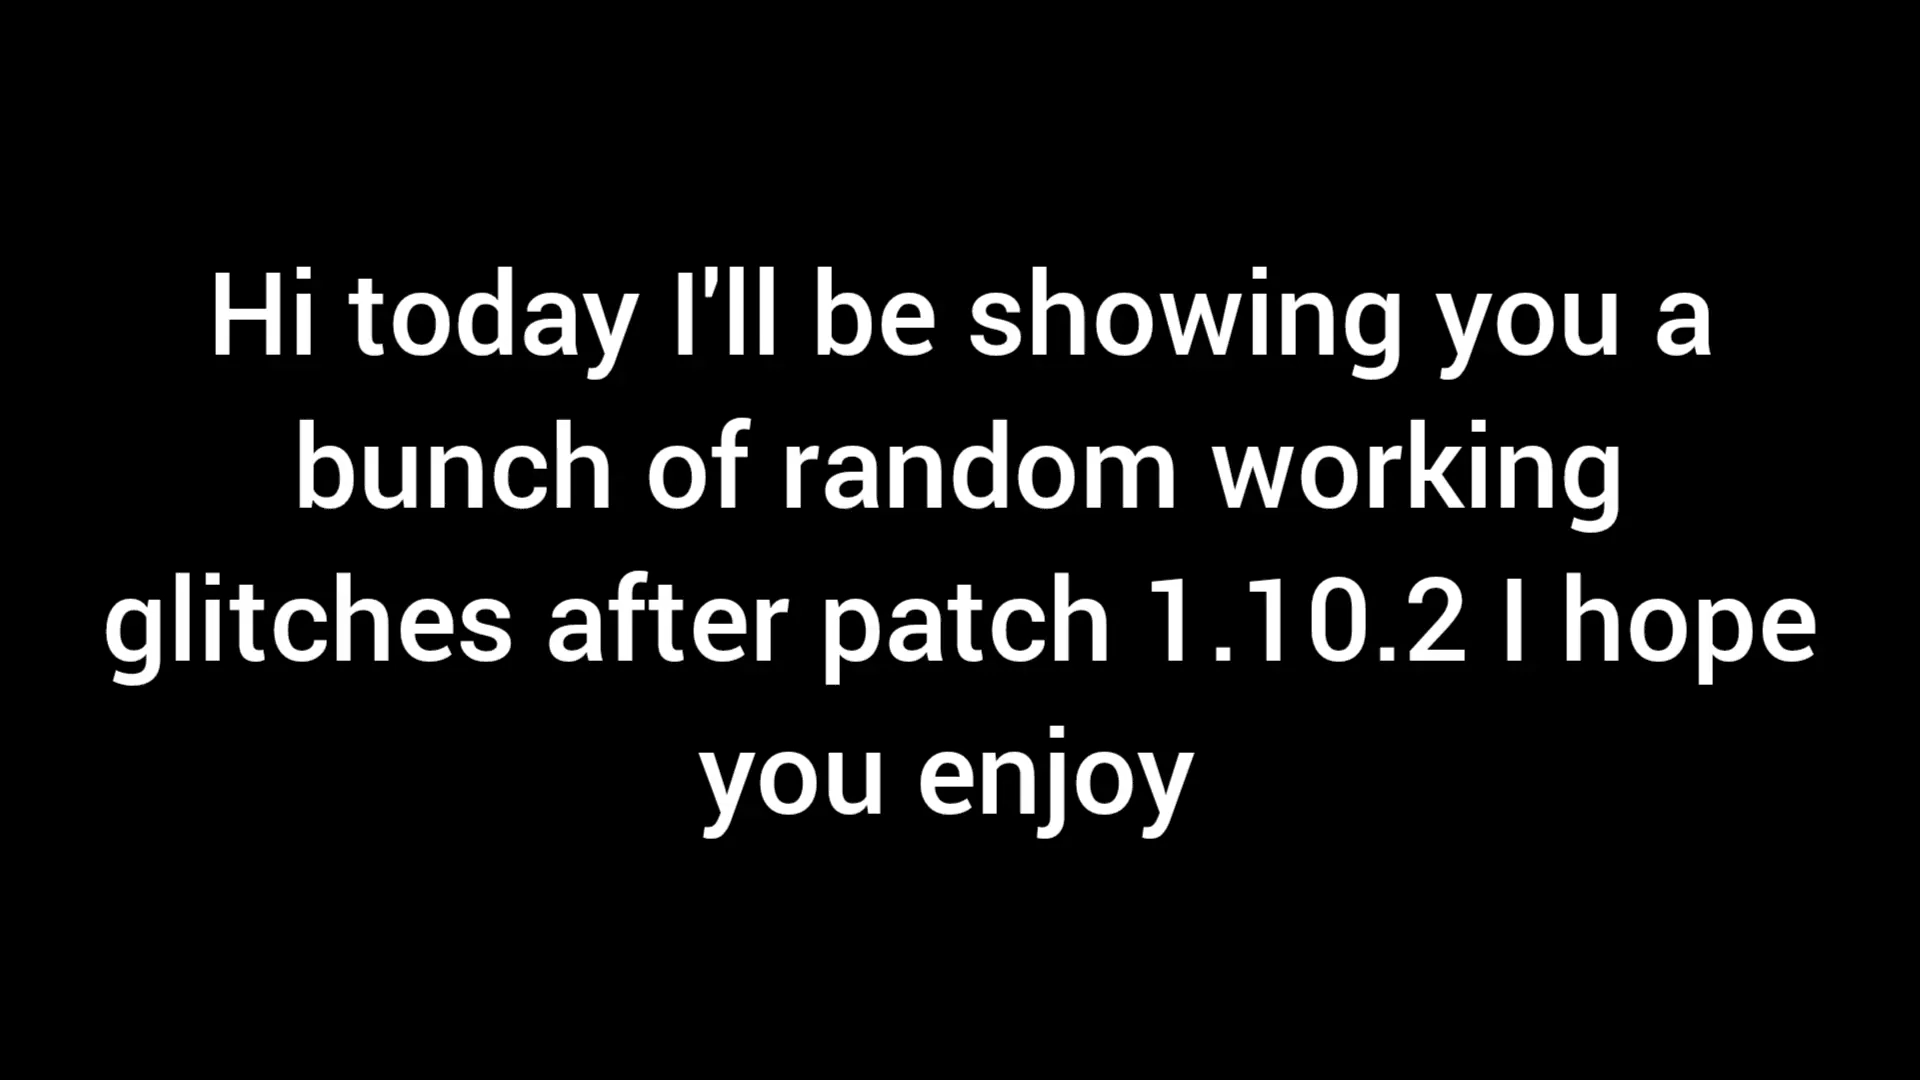 Hi today I'll be showing you a
bunch of random working
glitches after patch 1.10.2 I hope
you enjoy